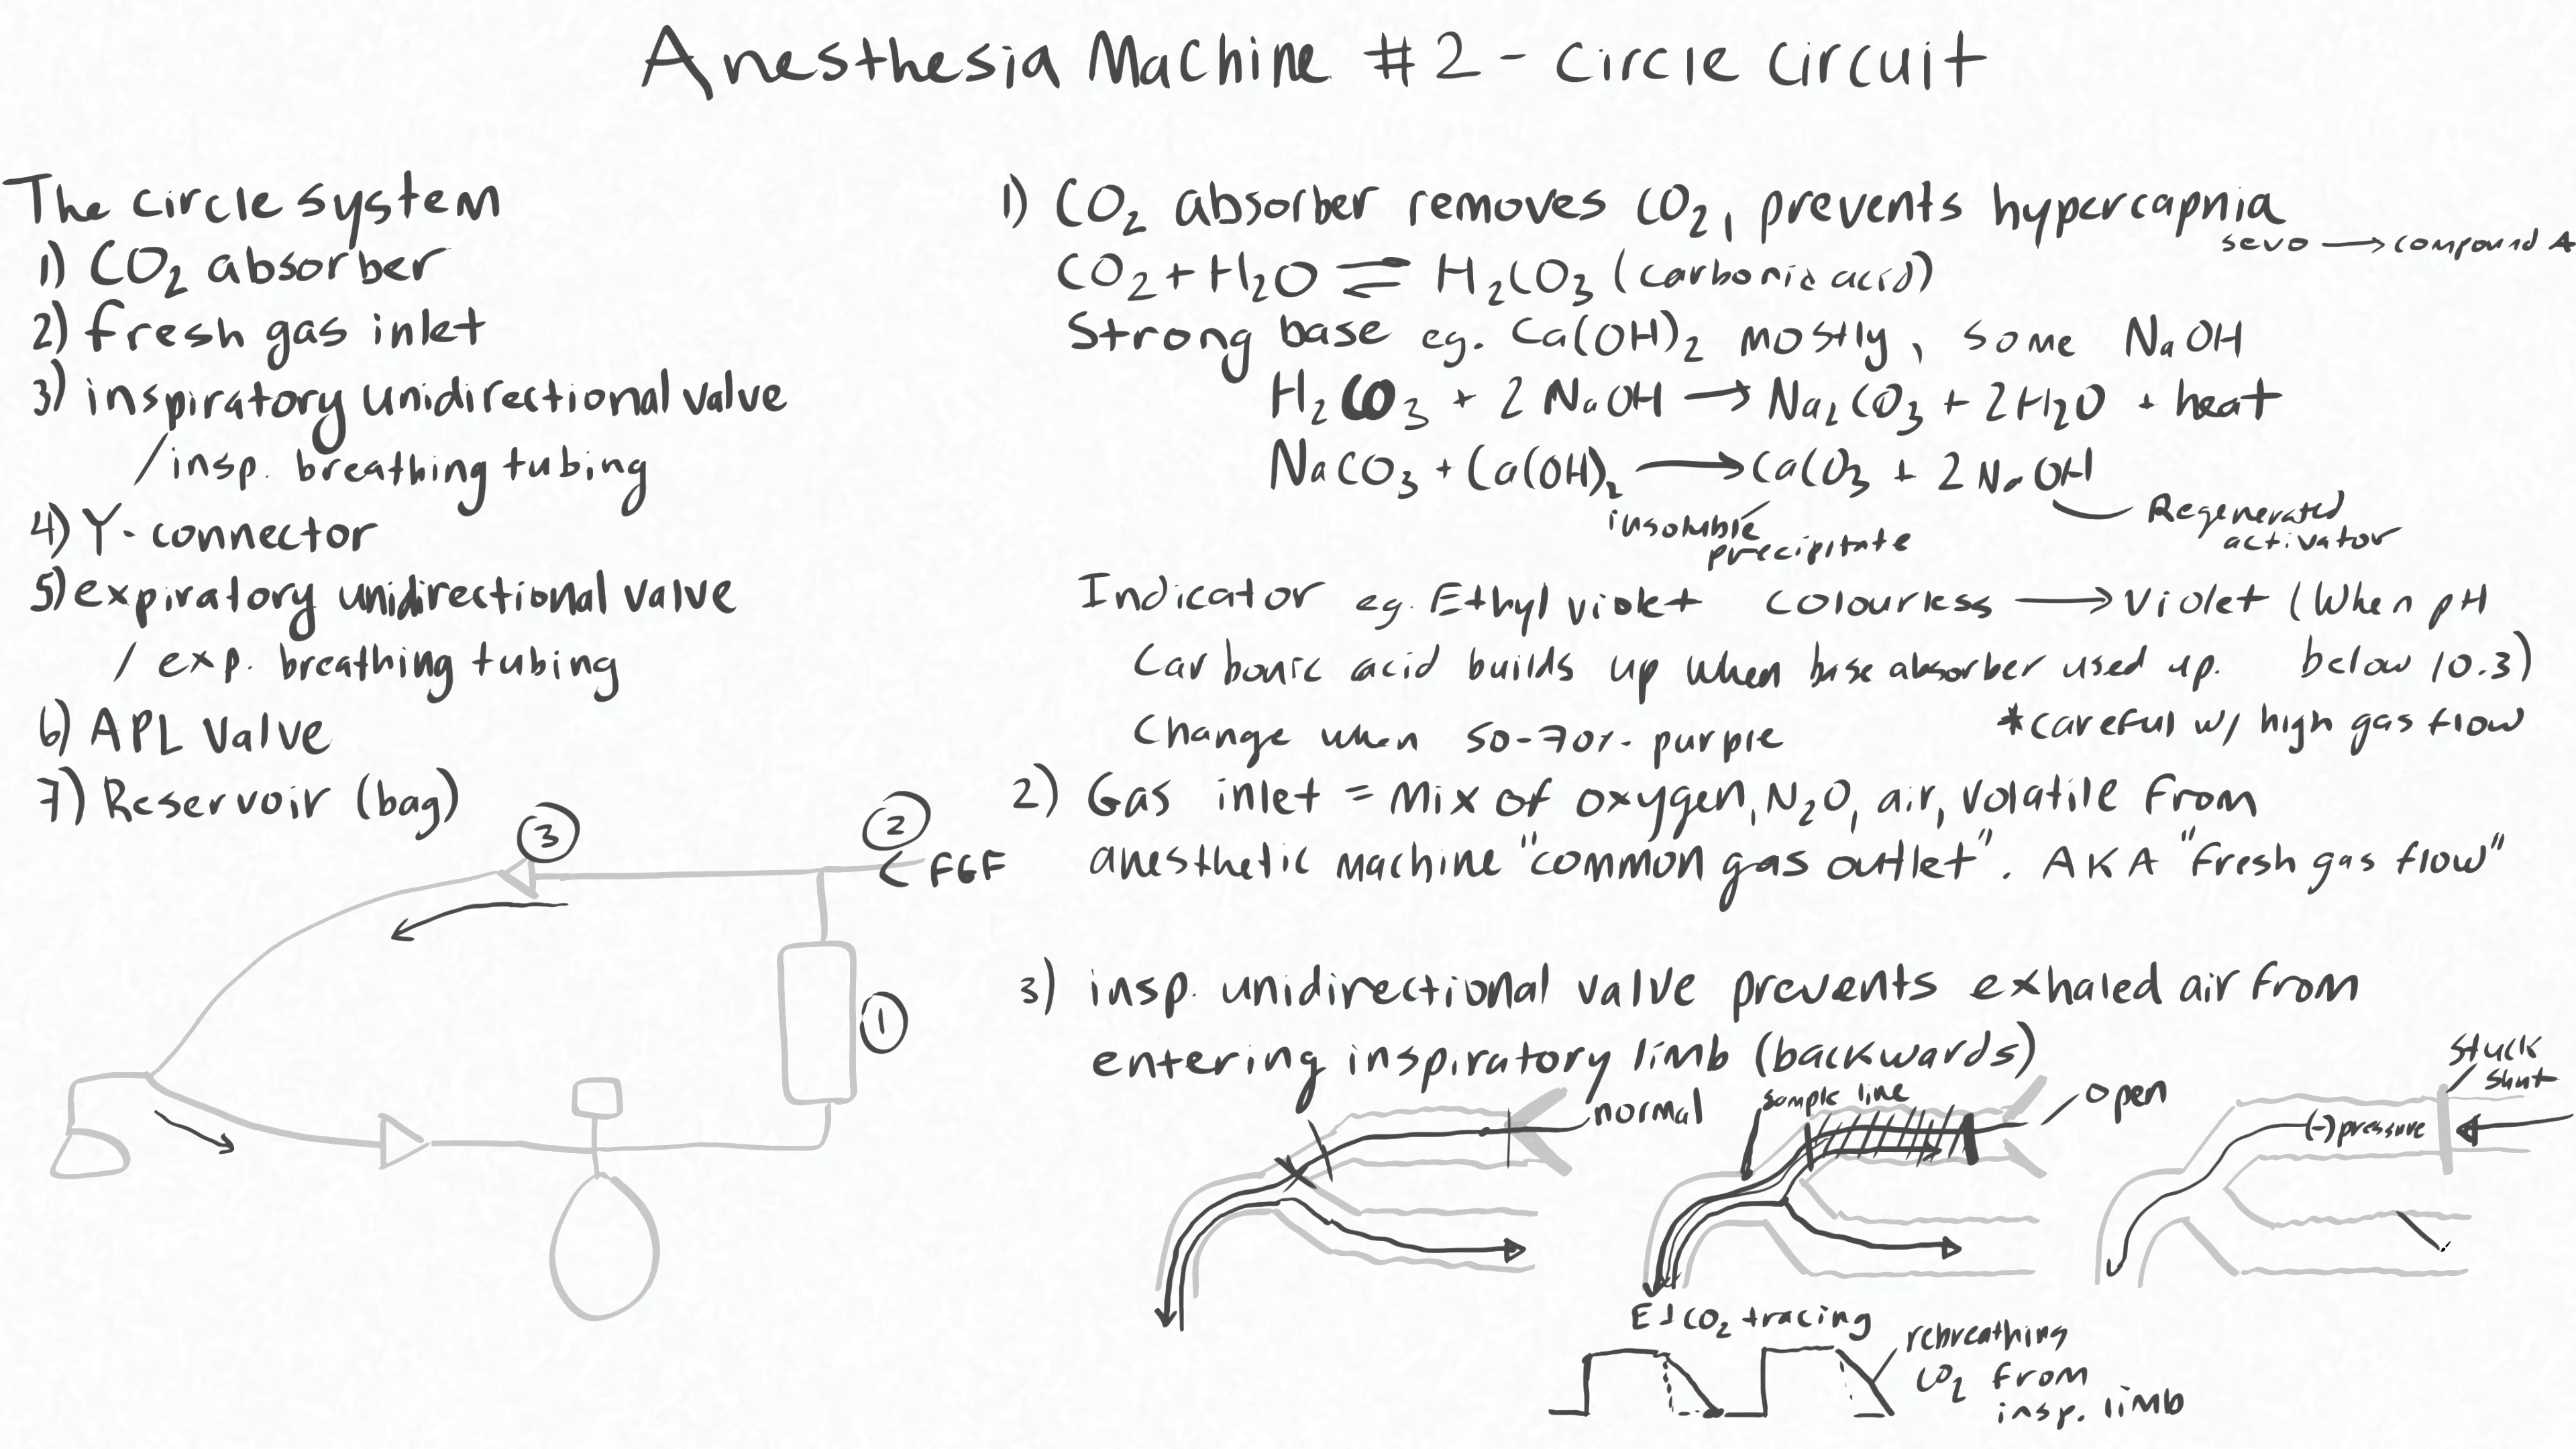 Anesthesia Machine #2 - circle circuit
The circle system
1) CO₂ absorber
2) fresh gas inlet
3) inspiratory unidirectional valve
/insp. breathing tubing
4) Y-connector
5) expiratory unidirectional valve
/ exp. breathing tubing
6) APL valve
7) Reservoir (bag)
3
2
< FGF
1
1) CO₂ absorber removes CO₂, prevents hypercapnia
sevo → compound A
CO₂ + H₂O ⇌ H₂CO₃ (carbonic acid)
Strong base eg. Ca(OH)₂ mostly, some NaOH
H₂CO₃ + 2 NaOH → Na₂CO₃ + 2H₂O + heat
NaCO₃ + Ca(OH)₂ → CaCO₃ + 2 NaOH
insoluble
precipitate
Regenerated
activator
Indicator eg. Ethyl violet colourless → violet (when pH
Carbonic acid builds up when base absorber used up. below 10.3)
Change when 50-70% purple *careful w/ high gas flow
2) Gas inlet = mix of oxygen, N₂O, air, volatile from
anesthetic machine "common gas outlet". AKA "fresh gas flow"
3) insp. unidirectional valve prevents exhaled air from
entering inspiratory limb (backwards)
normal
sample line
open
stuck
shut
(-) pressure
EtCO₂ tracing
rebreathing
CO₂ from
insp. limb